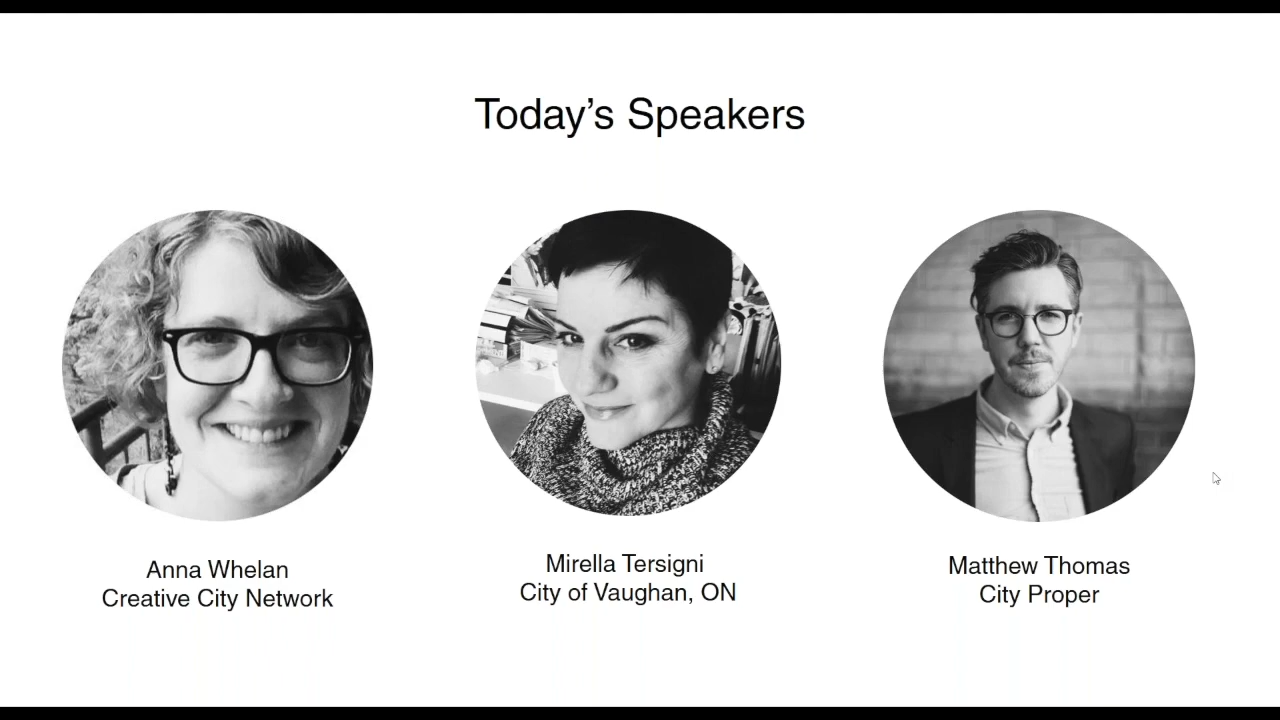 Today’s Speakers
Anna Whelan
Creative City Network
Mirella Tersigni
City of Vaughan, ON
Matthew Thomas
City Proper